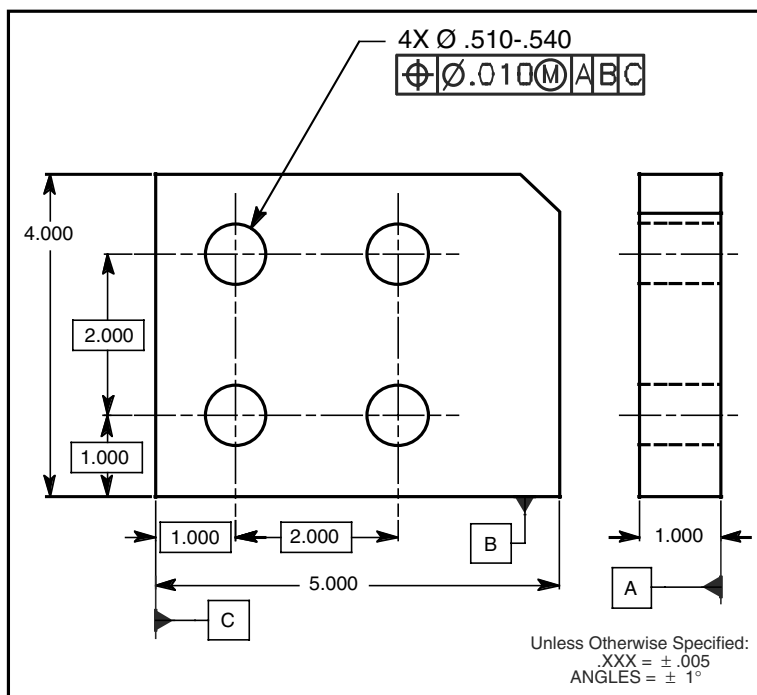 4X Ø .510-.540
⌖ Ø.010Ⓜ A B C
4.000
2.000
1.000
1.000
2.000
B
1.000
5.000
A
C
Unless Otherwise Specified:
.XXX = ± .005
ANGLES = ± 1°